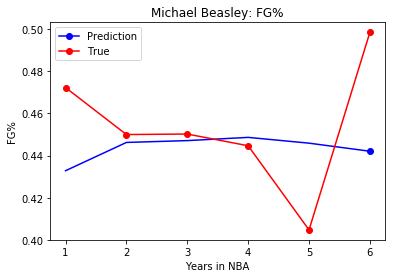 Michael Beasley: FG%
Prediction
True
FG%
0.50
0.48
0.46
0.44
0.42
0.40
1 2 3 4 5 6
Years in NBA